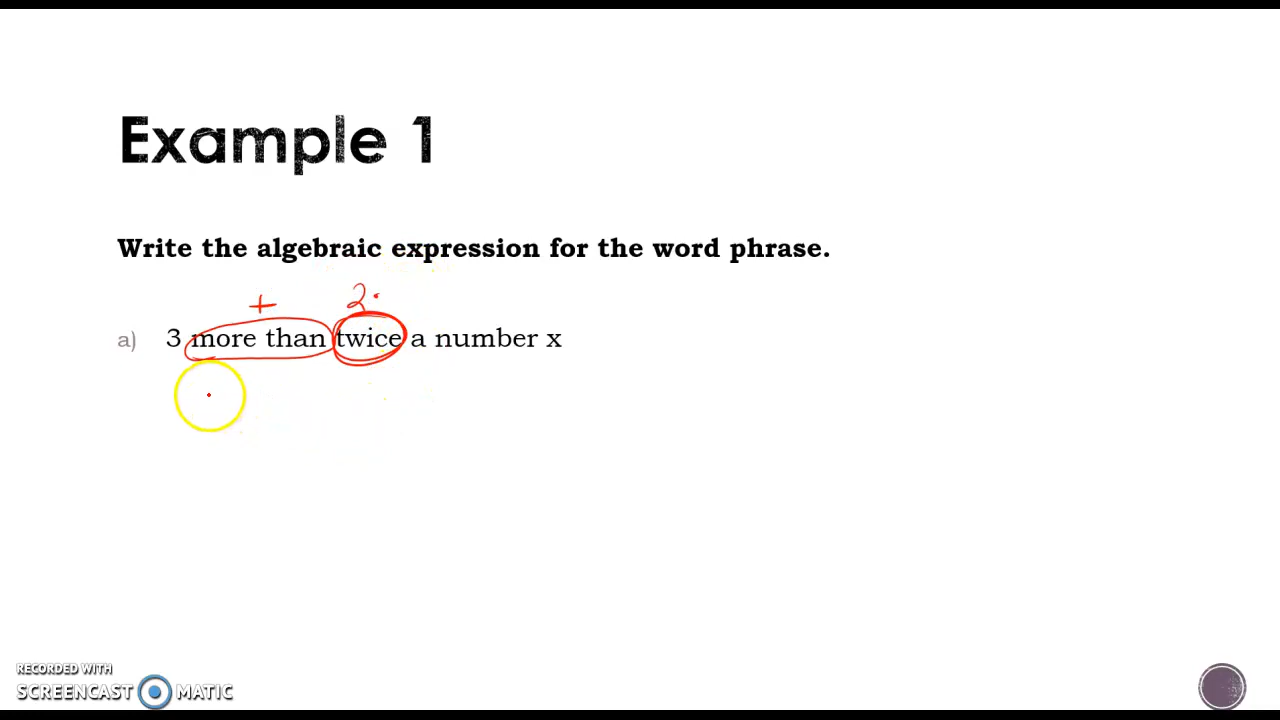 Example 1
Write the algebraic expression for the word phrase.
+ 2·
a) 3 more than twice a number x
RECORDED WITH
SCREENCAST MATIC